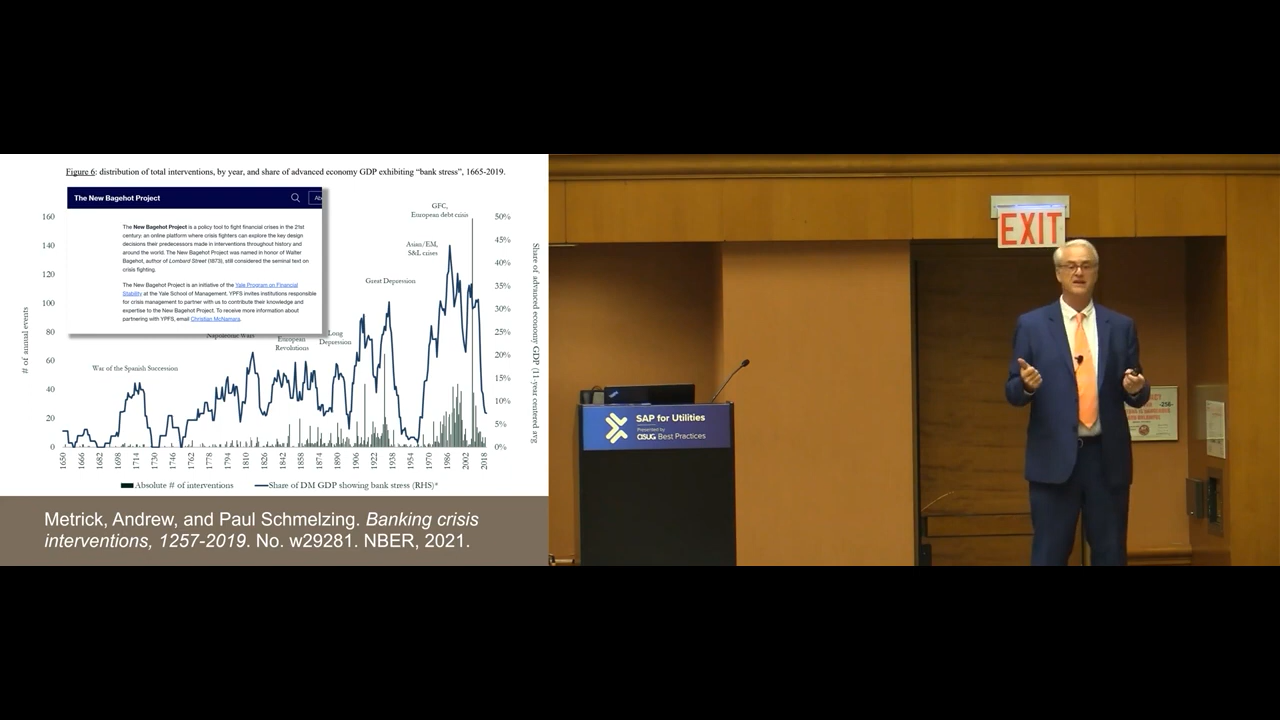 Figure 6: distribution of total interventions, by year, and share of advanced economy GDP exhibiting “bank stress”, 1665-2019.
The New Bagehot Project
Ab
The New Bagehot Project is a policy tool to fight financial crises in the 21st
century: an online platform where crisis fighters can explore the key design
decisions their predecessors made in interventions throughout history and
around the world. The New Bagehot Project was named in honor of Walter
Bagehot, author of Lombard Street (1873), still considered the seminal text on
crisis fighting.
The New Bagehot Project is an initiative of the Yale Program on Financial
Stability at the Yale School of Management. YPFS invites institutions responsible
for crisis management to partner with us to contribute their knowledge and
expertise to the New Bagehot Project. To receive more information about
partnering with YPFS, email Christian McNamara.
GFC,
European debt crisis
Asian/EM,
S&L crises
Great Depression
Long
Depression
European
Revolutions
Napoleonic Wars
War of the Spanish Succession
# of annual events
160
140
120
100
80
60
40
20
0
50%
45%
40%
35%
30%
25%
20%
15%
10%
5%
0%
Share of advanced economy GDP (11-year centered avg
1650 1666 1682 1698 1714 1730 1746 1762 1778 1794 1810 1826 1842 1858 1874 1890 1906 1922 1938 1954 1970 1986 2002 2018
Absolute # of interventions
Share of DM GDP showing bank stress (RHS)*
Metrick, Andrew, and Paul Schmelzing. Banking crisis
interventions, 1257-2019. No. w29281. NBER, 2021.
EXIT
SAP for Utilities
Presented by
ASUG Best Practices
-256-